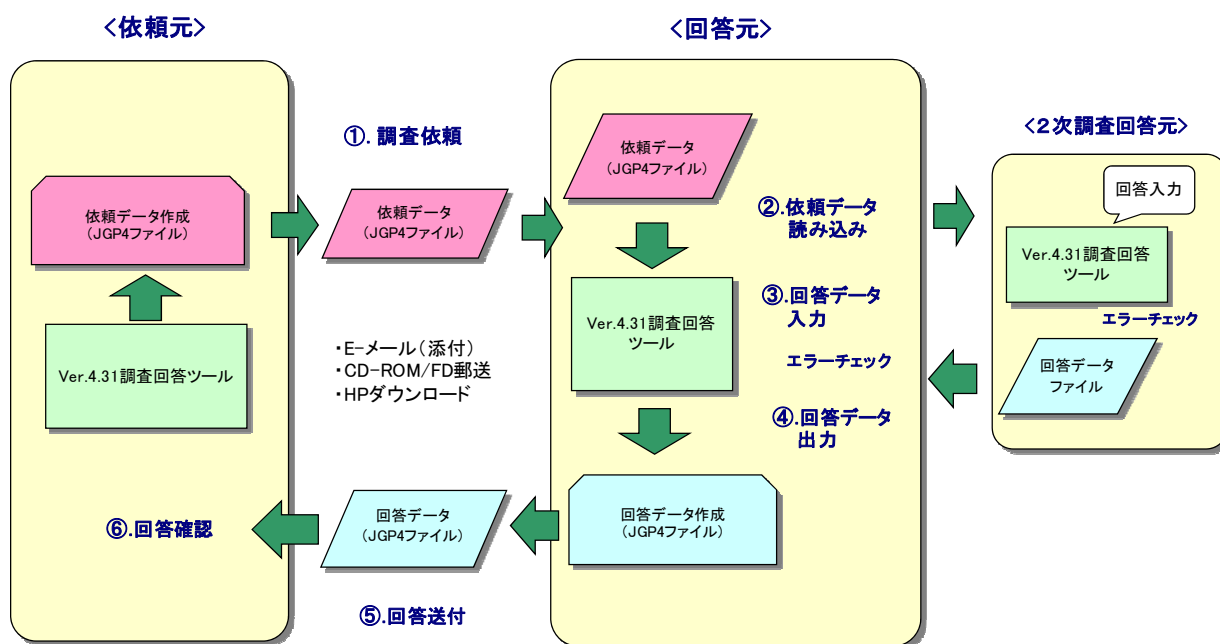 <依頼元>
<回答元>
<２次調査回答元>
①. 調査依頼
依頼データ作成
(JGP4ファイル)
Ver.4.31調査回答ツール
依頼データ
(JGP4ファイル)
・E-メール（添付）
・CD-ROM/FD郵送
・HPダウンロード
依頼データ
(JGP4ファイル)
②.依頼データ
読み込み
Ver.4.31調査回答
ツール
③.回答データ
入力
エラーチェック
④.回答データ
出力
回答データ作成
(JGP4ファイル)
回答入力
Ver.4.31調査回答
ツール
エラーチェック
回答データ
ファイル
回答データ
(JGP4ファイル)
⑤.回答送付
⑥.回答確認